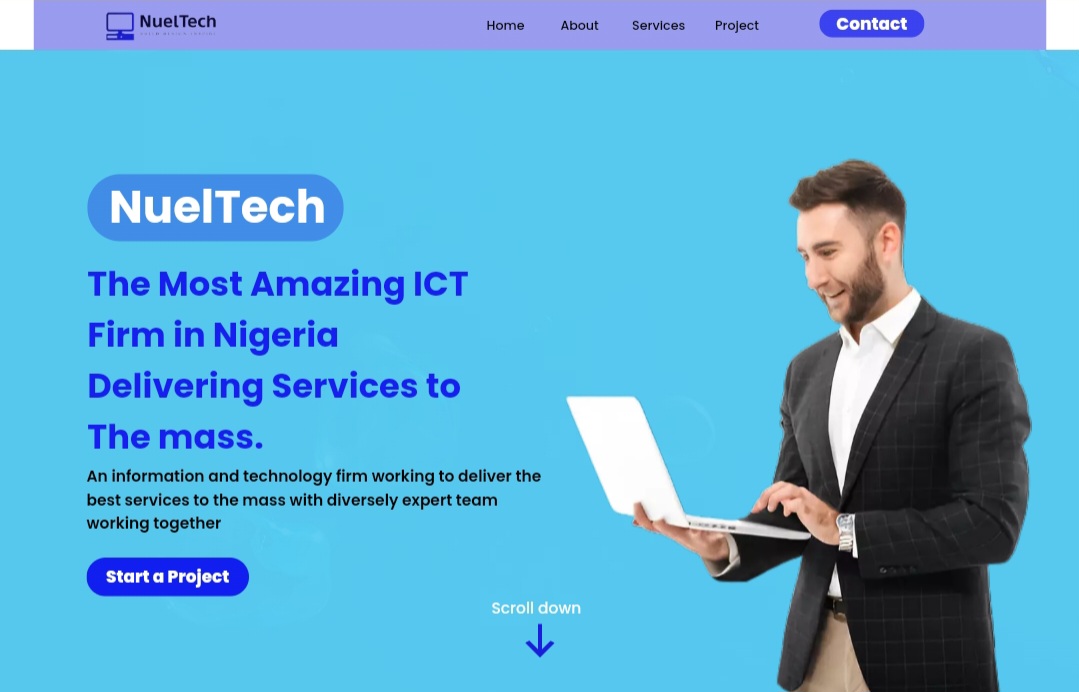 NuelTech
Home About Services Project Contact
NuelTech
The Most Amazing ICT
Firm in Nigeria
Delivering Services to
The mass.
An information and technology firm working to deliver the
best services to the mass with diversely expert team
working together
Start a Project
Scroll down